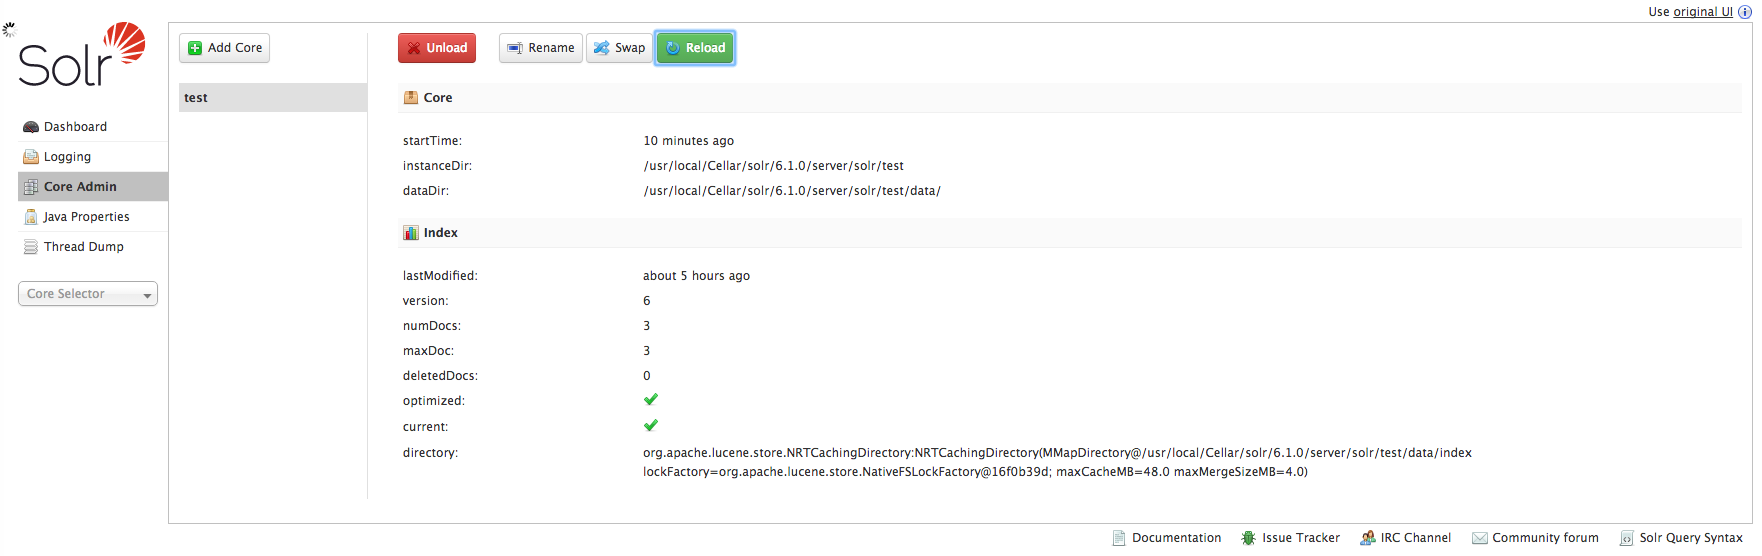 Use original UI
Solr
Dashboard
Logging
Core Admin
Java Properties
Thread Dump
Core Selector
Add Core
test
Unload
Rename
Swap
Reload
Core
startTime: 10 minutes ago
instanceDir: /usr/local/Cellar/solr/6.1.0/server/solr/test
dataDir: /usr/local/Cellar/solr/6.1.0/server/solr/test/data/
Index
lastModified: about 5 hours ago
version: 6
numDocs: 3
maxDoc: 3
deletedDocs: 0
optimized:
current:
directory: org.apache.lucene.store.NRTCachingDirectory:NRTCachingDirectory(MMapDirectory@/usr/local/Cellar/solr/6.1.0/server/solr/test/data/index
lockFactory=org.apache.lucene.store.NativeFSLockFactory@16f0b39d; maxCacheMB=48.0 maxMergeSizeMB=4.0)
Documentation Issue Tracker IRC Channel Community forum Solr Query Syntax